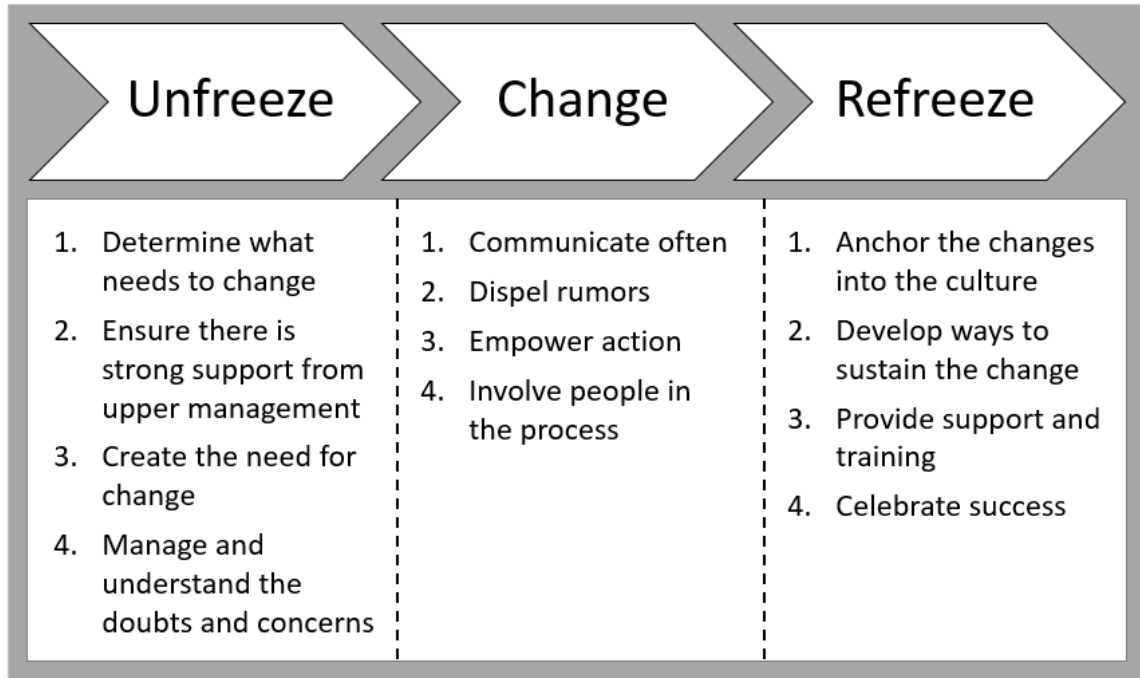 Unfreeze
Change
Refreeze
1. Determine what
needs to change
2. Ensure there is
strong support from
upper management
3. Create the need for
change
4. Manage and
understand the
doubts and concerns
1. Communicate often
2. Dispel rumors
3. Empower action
4. Involve people in
the process
1. Anchor the changes
into the culture
2. Develop ways to
sustain the change
3. Provide support and
training
4. Celebrate success